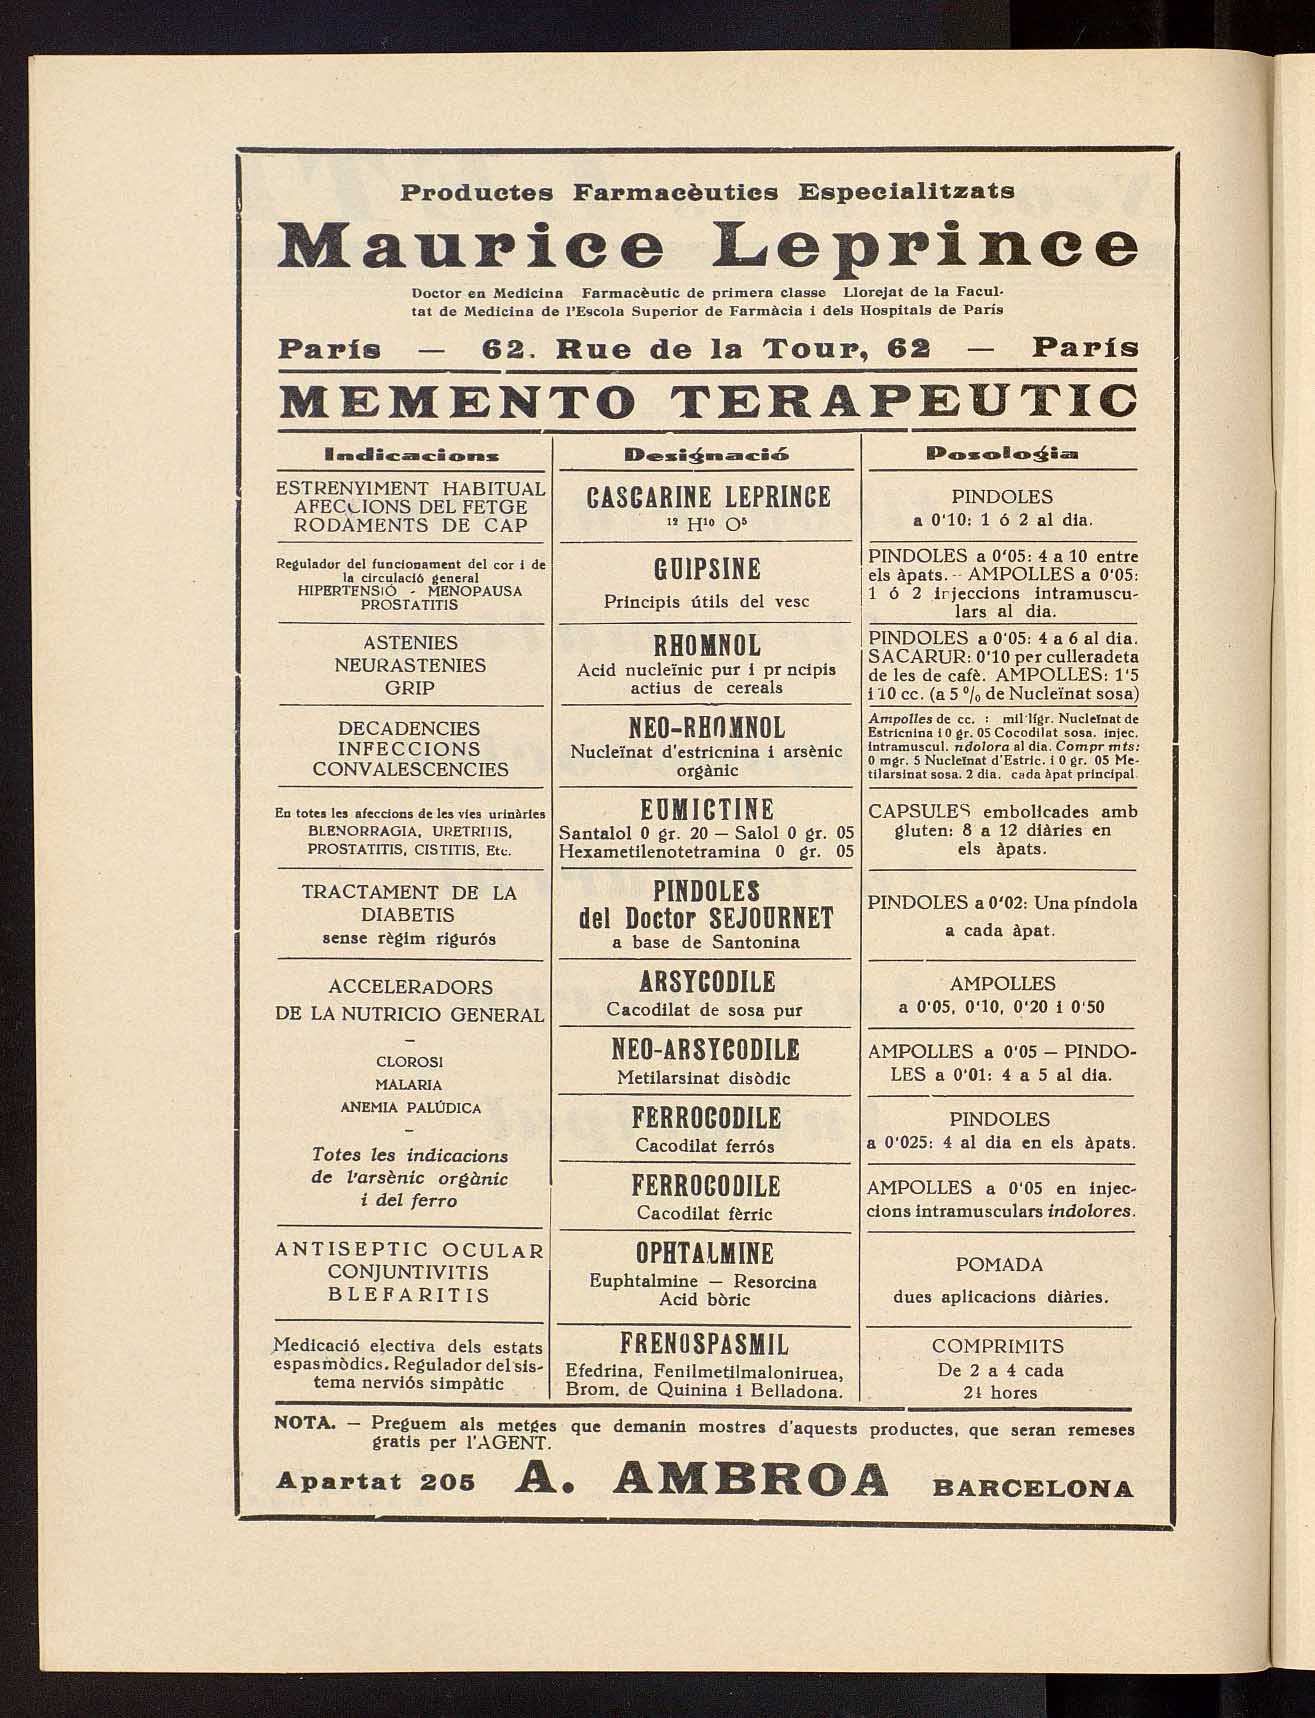 Productes Farmacèutics Especialitzats
Maurice Leprince
Doctor en Medicina Farmacèutic de primera classe Llorejat de la Facul-
tat de Medicina de l'Escola Superior de Farmàcia i dels Hospitals de París
París — 62. Rue de la Tour, 62 — París
MEMENTO TERAPEUTIC
Indicacions
Designació
Posologia
ESTRENYIMENT HABITUAL
AFECCIONS DEL FETGE
RODAMENTS DE CAP
CASCARINE LEPRINCE
¹² H¹⁰ O⁵
PINDOLES
a 0'10: 1 ó 2 al dia.
Regulador del funcionament del cor i de
la circulació general
HIPERTENSIÓ - MENOPAUSA
PROSTATITIS
GUIPSINE
Principis útils del vesc
PINDOLES a 0'05: 4 a 10 entre
els àpats. - AMPOLLES a 0'05:
1 ó 2 injeccions intramuscu-
lars al dia.
ASTENIES
NEURASTENIES
GRIP
RHOMNOL
Acid nucleïnic pur i pr ncipis
actius de cereals
PINDOLES a 0'05: 4 a 6 al dia.
SACARUR: 0'10 per culleradeta
de les de cafè. AMPOLLES: 1'5
i 10 cc. (a 5 % de Nucleïnat sosa)
DECADENCIES
INFECCIONS
CONVALESCENCIES
NEO-RHOMNOL
Nucleïnat d'estricnina i arsènic
orgànic
Ampolles de cc. : mil·lígr. Nucleïnat de
Estricnina i 0 gr. 05 Cocodilat sosa. injec.
intramuscul. ndolora al dia. Compr mts:
0 mgr. 5 Nucleïnat d'Estric. i 0 gr. 05 Me-
tilarsinat sosa. 2 dia. cada àpat principal.
En totes les afeccions de les vies urinàries
BLENORRAGIA, URETRITIS,
PROSTATITIS, CISTITIS, Etc.
EUMICTINE
Santalol 0 gr. 20 — Salol 0 gr. 05
Hexametilenotetramina 0 gr. 05
CAPSULES embolicades amb
gluten: 8 a 12 diàries en
els àpats.
TRACTAMENT DE LA
DIABETIS
sense règim rigurós
PINDOLES
del Doctor SEJOURNET
a base de Santonina
PINDOLES a 0'02: Una píndola
a cada àpat.
ACCELERADORS
DE LA NUTRICIO GENERAL
—
CLOROSI
MALARIA
ANEMIA PALÚDICA
—
Totes les indicacions
de l'arsènic orgànic
i del ferro
ARSYCODILE
Cacodilat de sosa pur
AMPOLLES
a 0'05, 0'10, 0'20 i 0'50
NEO-ARSYCODILE
Metilarsinat disòdic
AMPOLLES a 0'05 — PINDO-
LES a 0'01: 4 a 5 al dia.
FERROCODILE
Cacodilat ferrós
PINDOLES
a 0'025: 4 al dia en els àpats.
FERROCODILE
Cacodilat fèrric
AMPOLLES a 0'05 en injec-
cions intramusculars indolores.
ANTISEPTIC OCULAR
CONJUNTIVITIS
BLEFARITIS
OPHTALMINE
Euphtalmine — Resorcina
Acid bòric
POMADA
dues aplicacions diàries.
Medicació electiva dels estats
espasmòdics. Regulador del sis-
tema nerviós simpàtic
FRENOSPASMIL
Efedrina, Fenilmetilmaloniruea,
Brom. de Quinina i Belladona.
COMPRIMITS
De 2 a 4 cada
24 hores
NOTA. — Preguem als metges que demanin mostres d'aquests productes, que seran remeses
gratis per l'AGENT.
Apartat 205 A. AMBROA BARCELONA